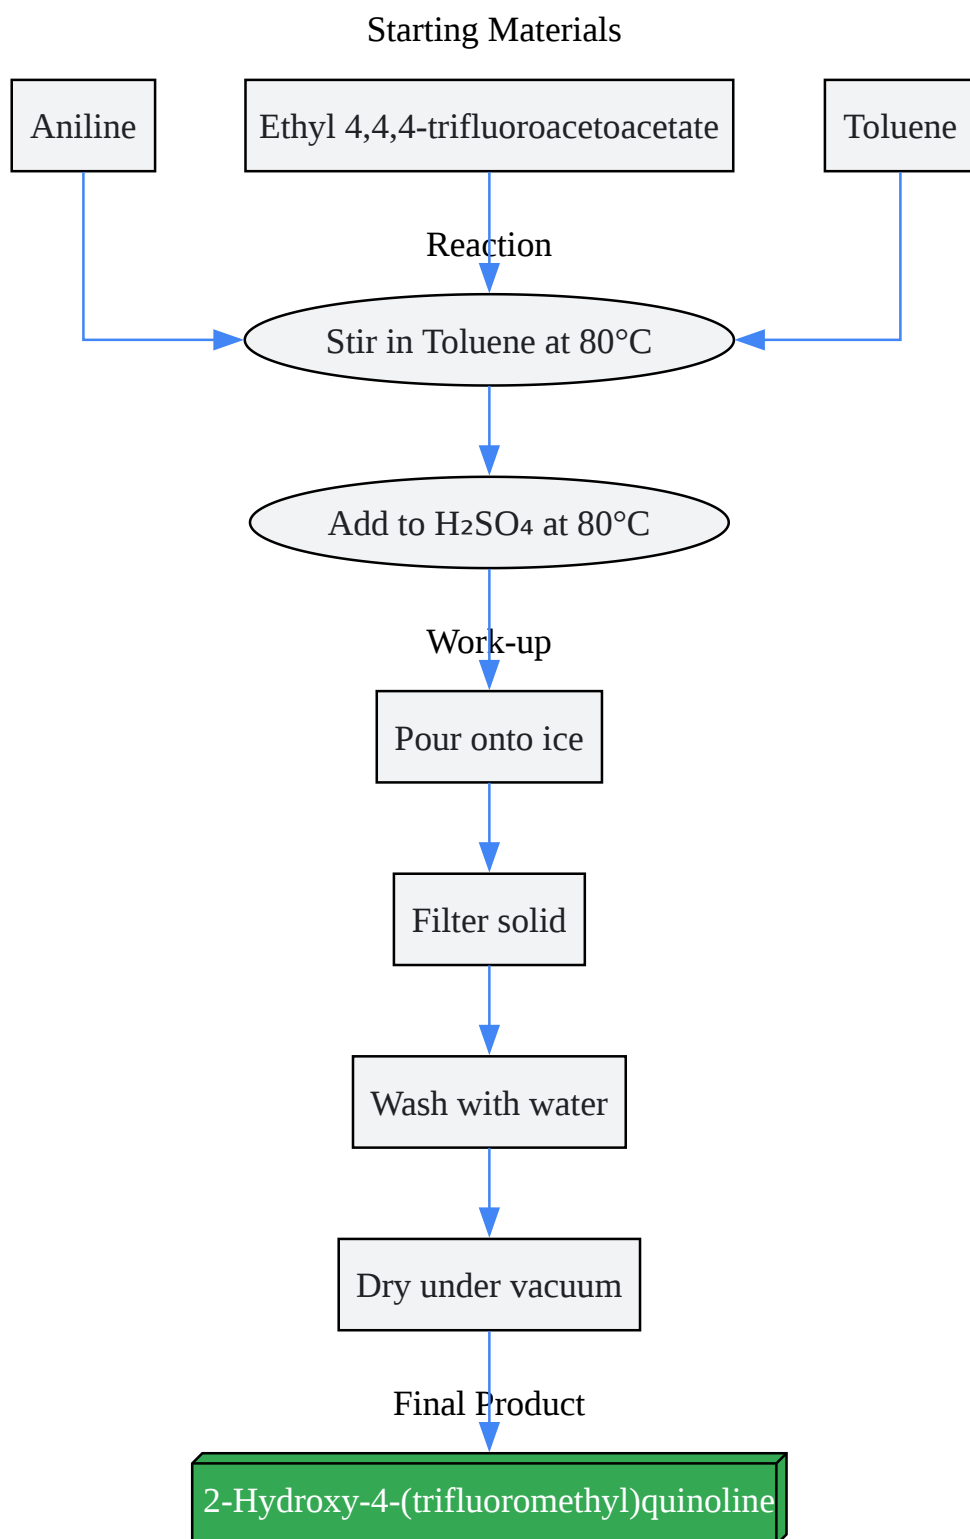 Starting Materials
Aniline
Ethyl 4,4,4-trifluoroacetoacetate
Toluene
Reaction
Stir in Toluene at 80°C
Add to H₂SO₄ at 80°C
Work-up
Pour onto ice
Filter solid
Wash with water
Dry under vacuum
Final Product
2-Hydroxy-4-(trifluoromethyl)quinoline